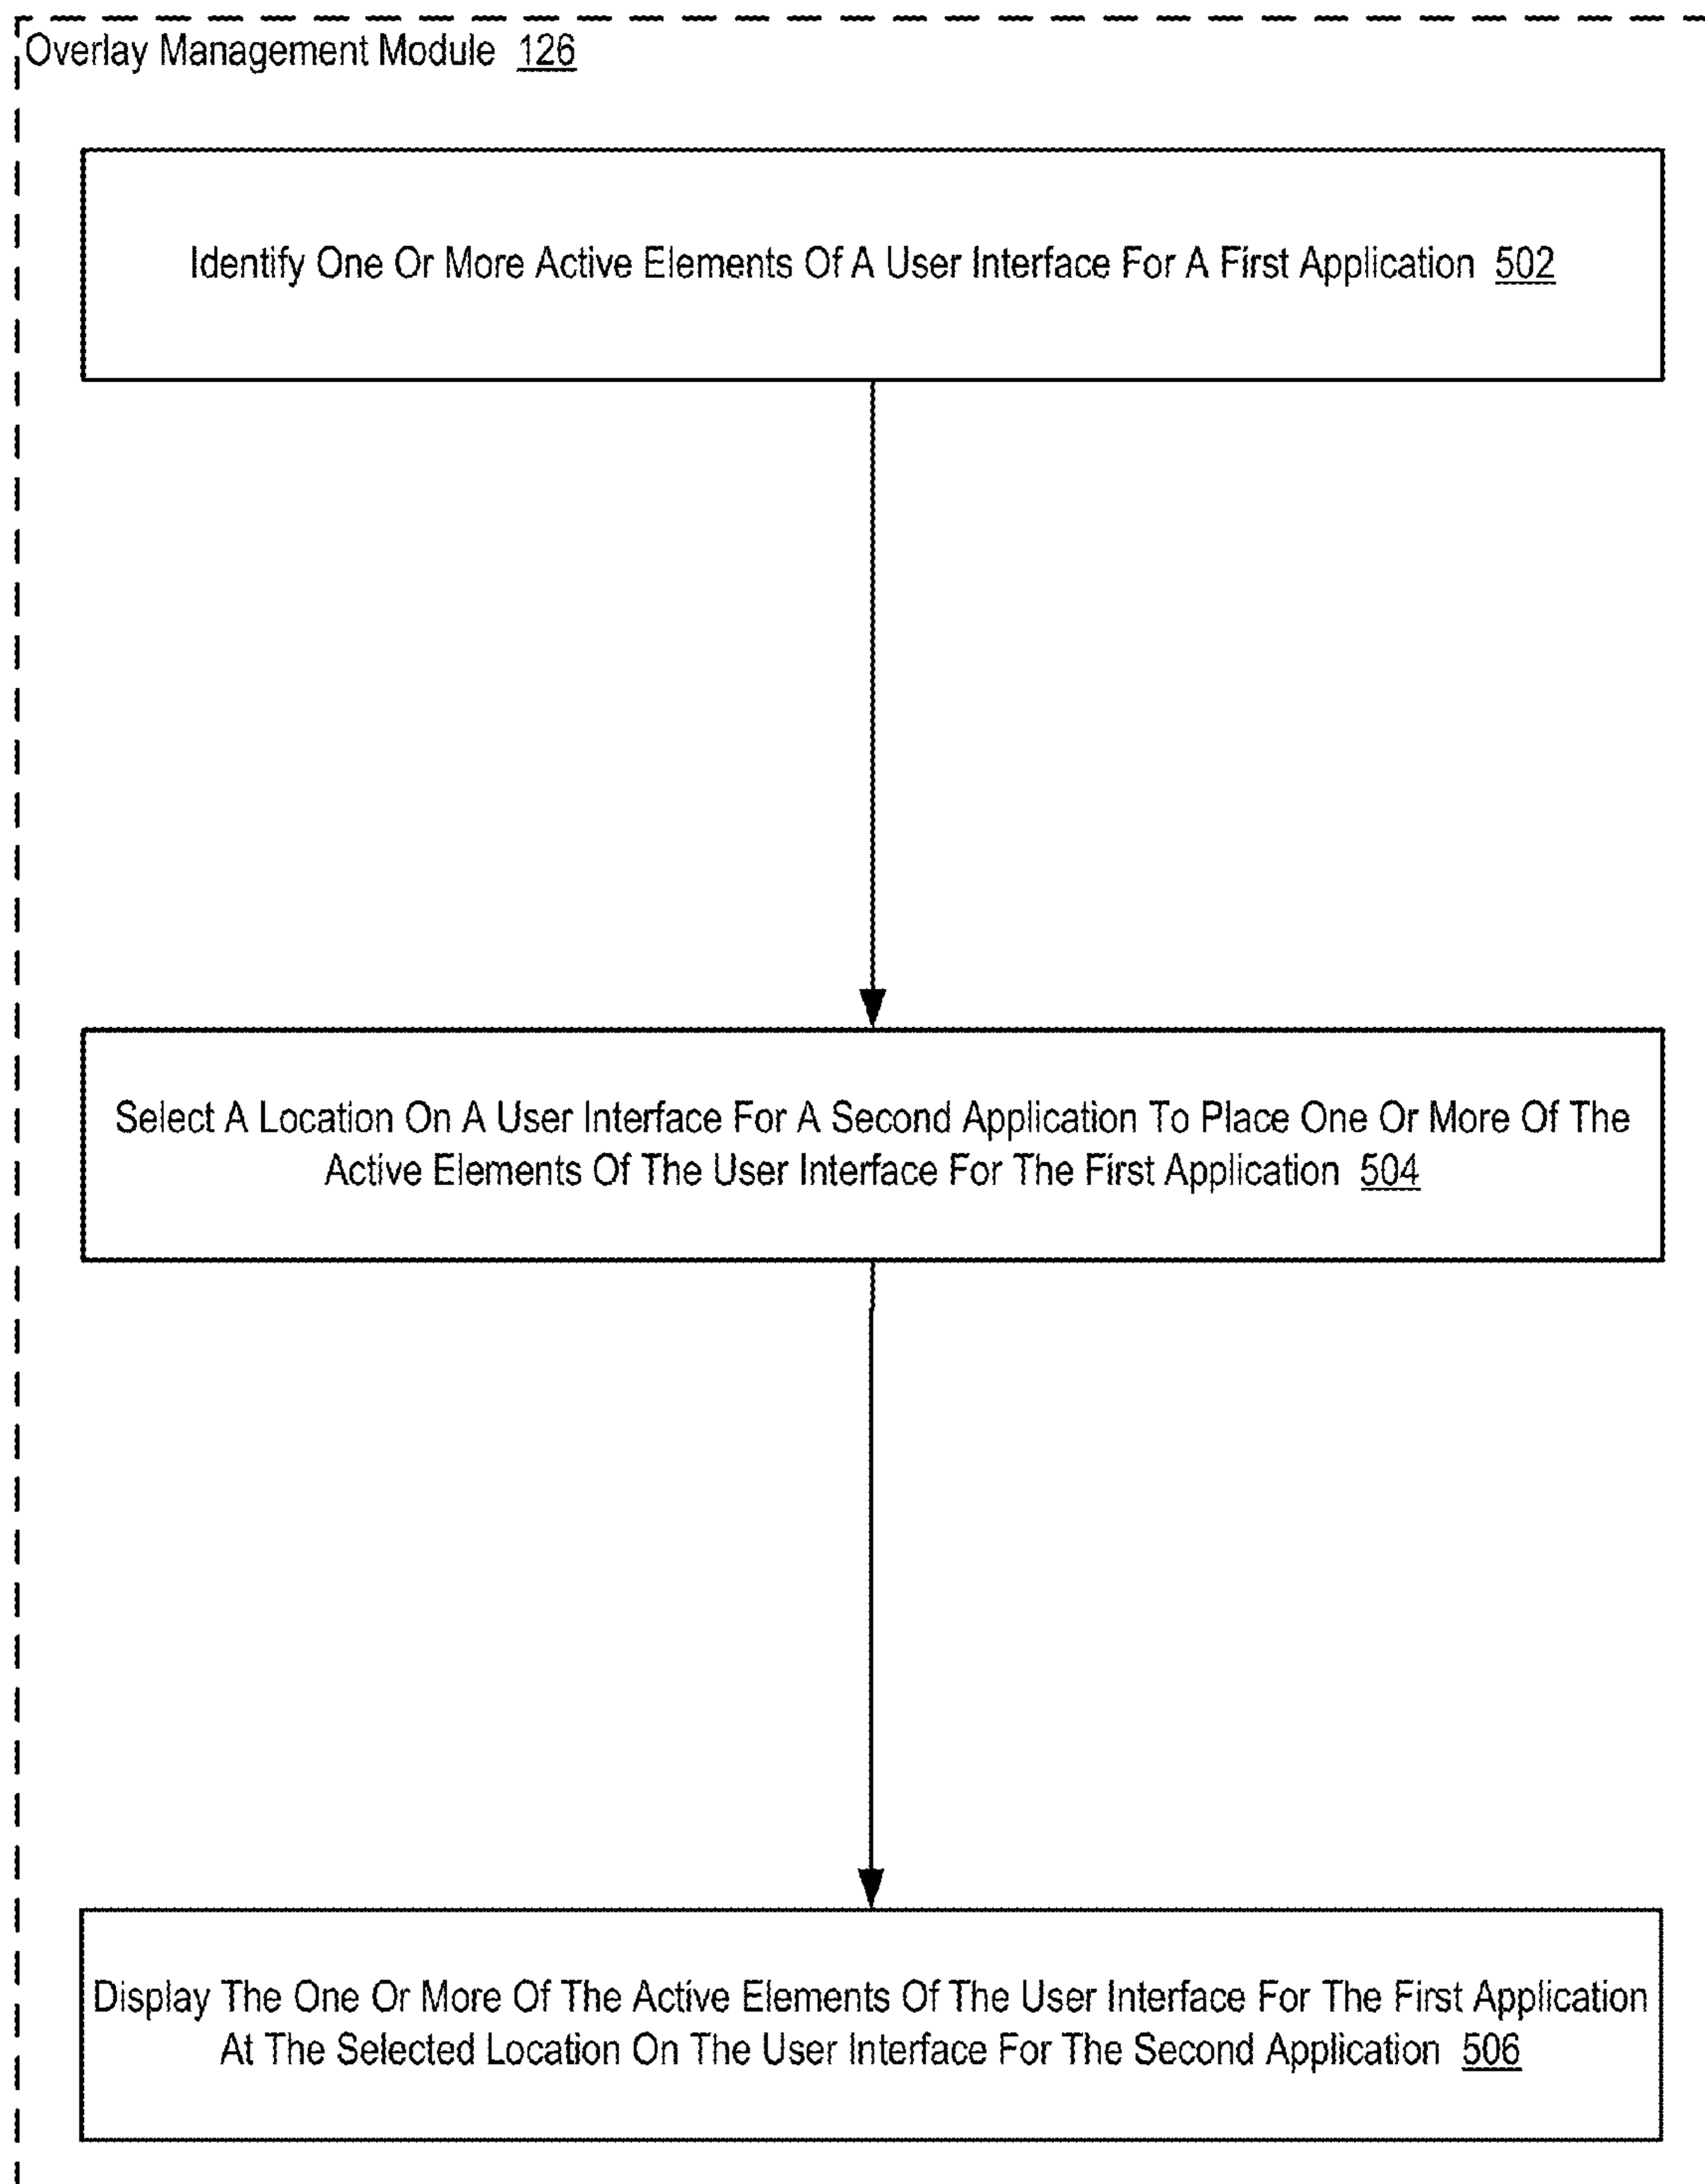 Overlay Management Module 126
Identify One Or More Active Elements Of A User Interface For A First Application 502
Select A Location On A User Interface For A Second Application To Place One Or More Of The
Active Elements Of The User Interface For The First Application 504
Display The One Or More Of The Active Elements Of The User Interface For The First Application
At The Selected Location On The User Interface For The Second Application 506